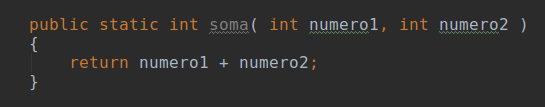 public static int soma( int numero1, int numero2 )
{
return numero1 + numero2;
}